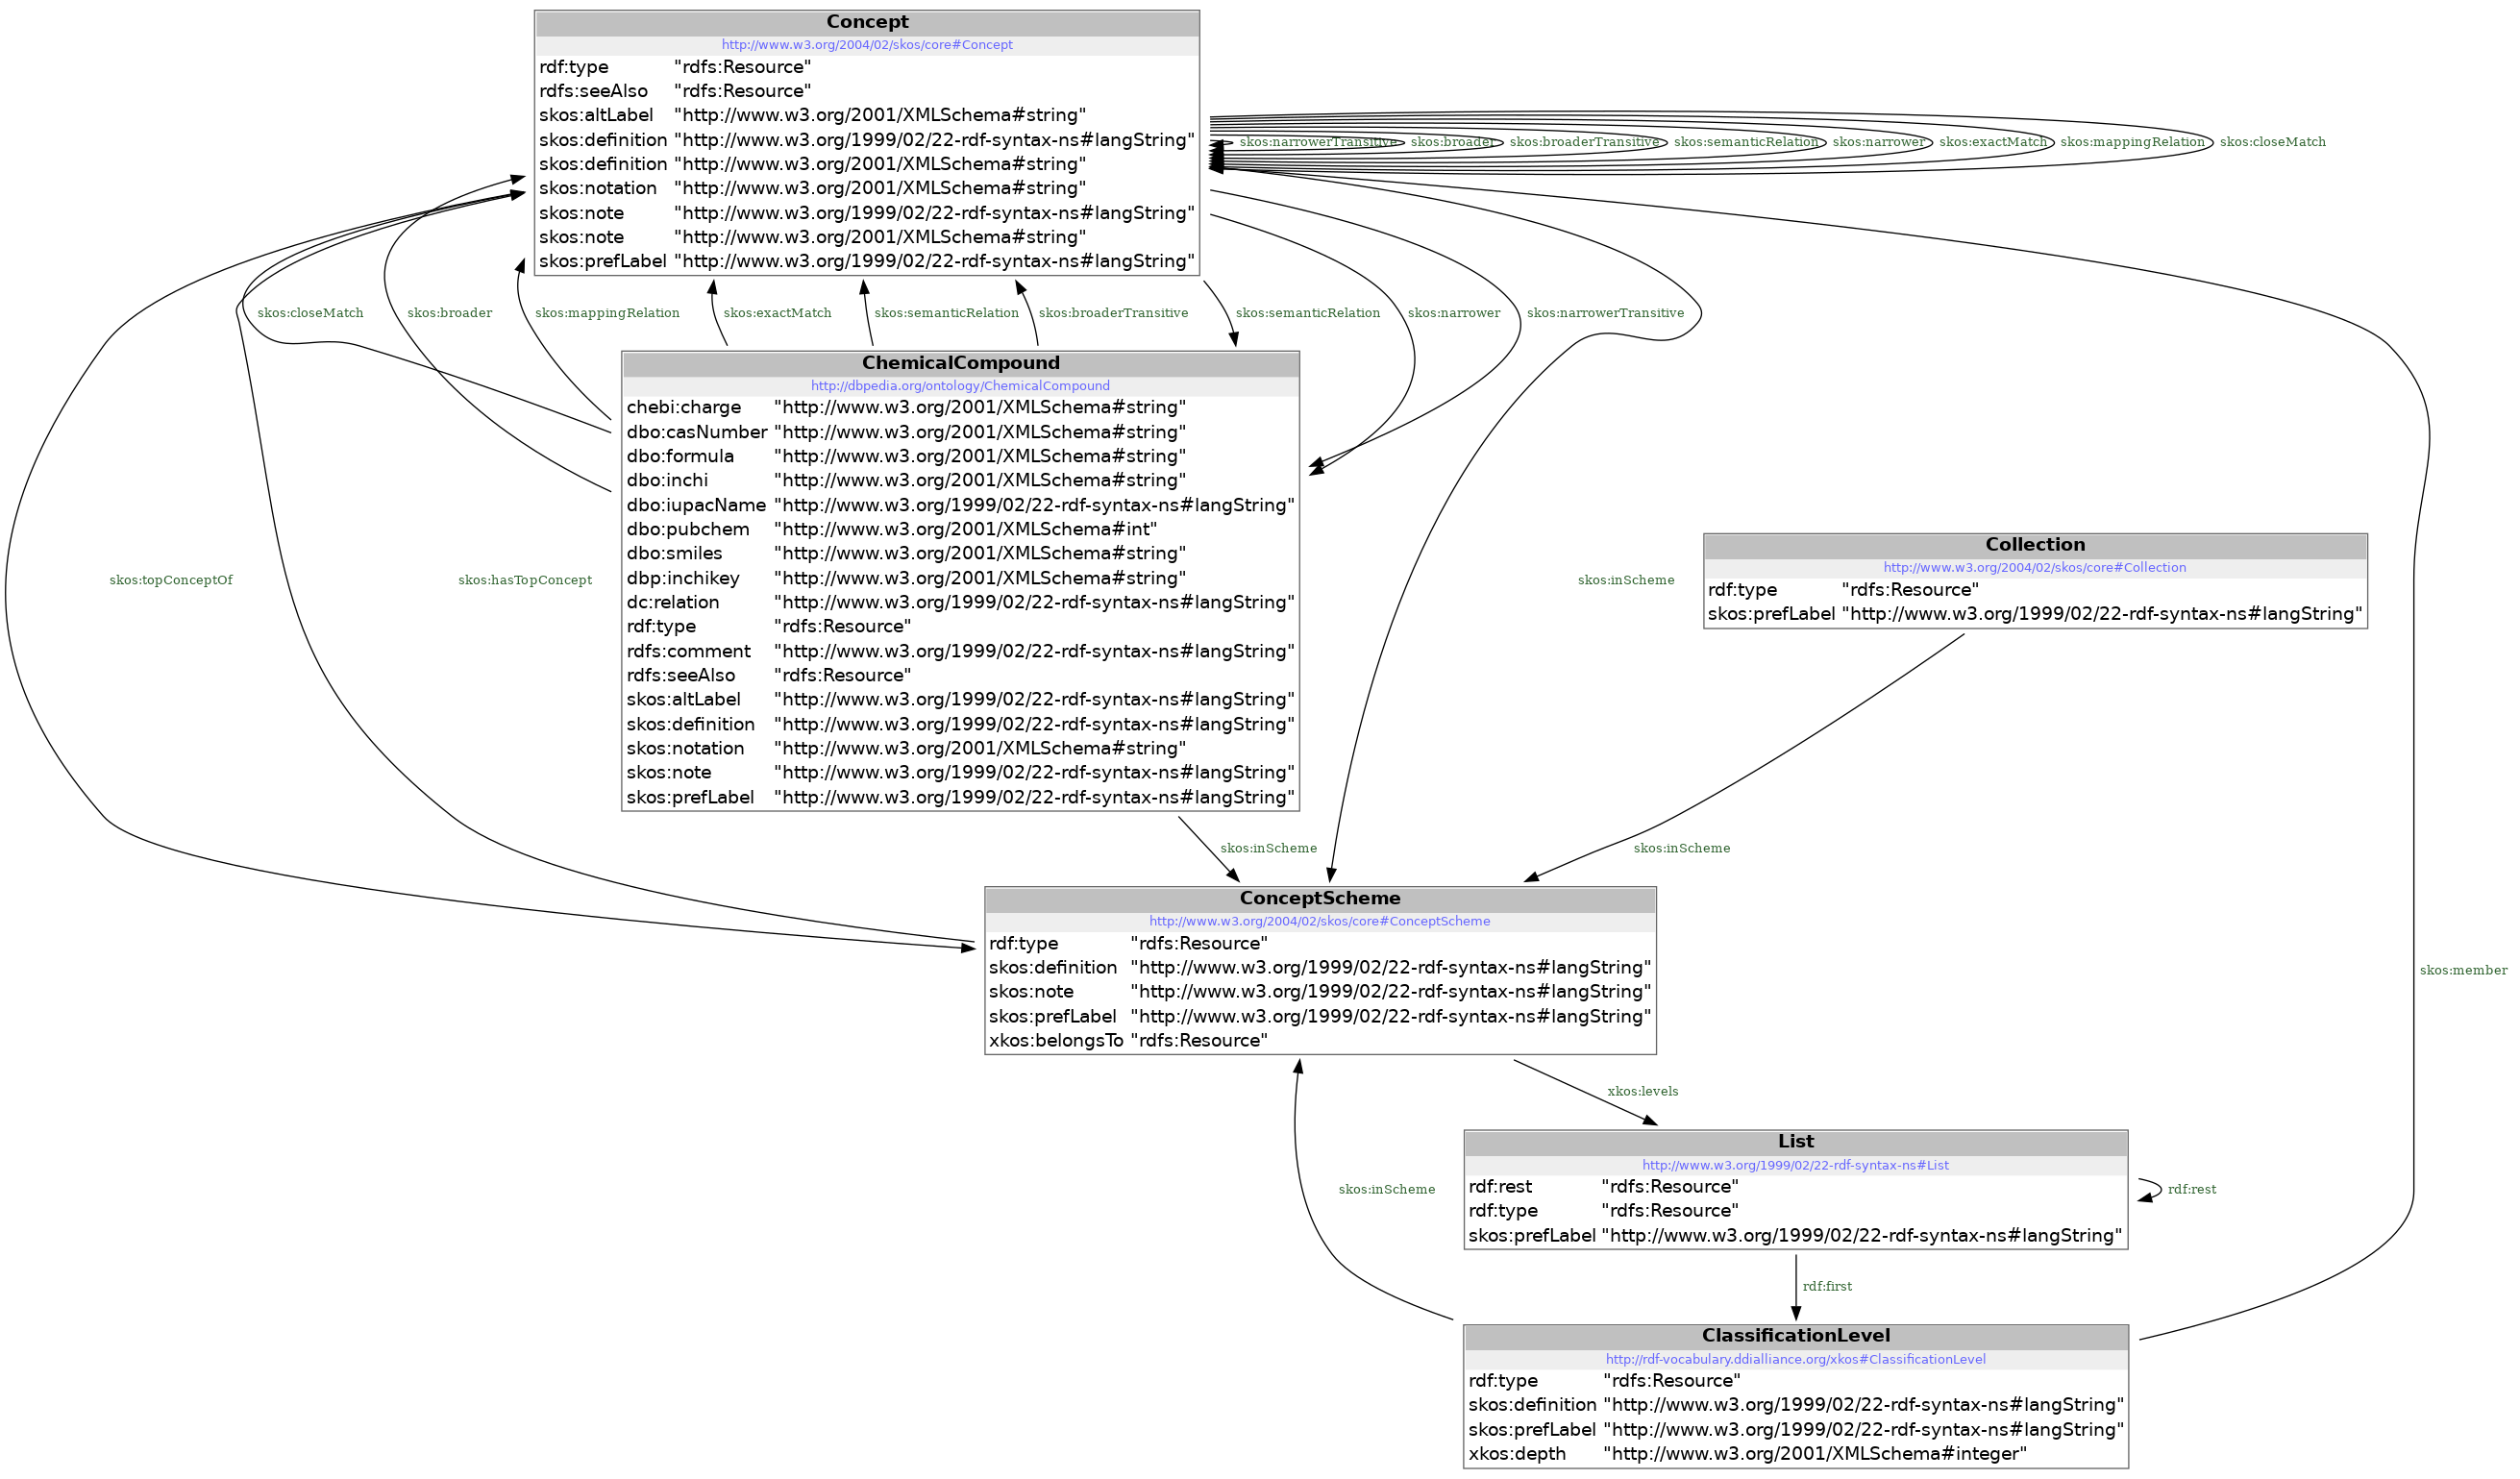 Concept
http://www.w3.org/2004/02/skos/core#Concept
rdf:type "rdfs:Resource"
rdfs:seeAlso "rdfs:Resource"
skos:altLabel "http://www.w3.org/2001/XMLSchema#string"
skos:definition "http://www.w3.org/1999/02/22-rdf-syntax-ns#langString"
skos:definition "http://www.w3.org/2001/XMLSchema#string"
skos:notation "http://www.w3.org/2001/XMLSchema#string"
skos:note "http://www.w3.org/1999/02/22-rdf-syntax-ns#langString"
skos:note "http://www.w3.org/2001/XMLSchema#string"
skos:prefLabel "http://www.w3.org/1999/02/22-rdf-syntax-ns#langString"
skos:narrowerTransitive skos:broader skos:broaderTransitive skos:semanticRelation skos:narrower skos:exactMatch skos:mappingRelation skos:closeMatch
skos:closeMatch skos:broader skos:mappingRelation skos:exactMatch skos:semanticRelation skos:broaderTransitive skos:semanticRelation skos:narrower skos:narrowerTransitive
ChemicalCompound
http://dbpedia.org/ontology/ChemicalCompound
chebi:charge "http://www.w3.org/2001/XMLSchema#string"
dbo:casNumber "http://www.w3.org/2001/XMLSchema#string"
dbo:formula "http://www.w3.org/2001/XMLSchema#string"
dbo:inchi "http://www.w3.org/2001/XMLSchema#string"
dbo:iupacName "http://www.w3.org/1999/02/22-rdf-syntax-ns#langString"
dbo:pubchem "http://www.w3.org/2001/XMLSchema#int"
dbo:smiles "http://www.w3.org/2001/XMLSchema#string"
dbp:inchikey "http://www.w3.org/2001/XMLSchema#string"
dc:relation "http://www.w3.org/1999/02/22-rdf-syntax-ns#langString"
rdf:type "rdfs:Resource"
rdfs:comment "http://www.w3.org/1999/02/22-rdf-syntax-ns#langString"
rdfs:seeAlso "rdfs:Resource"
skos:altLabel "http://www.w3.org/1999/02/22-rdf-syntax-ns#langString"
skos:definition "http://www.w3.org/1999/02/22-rdf-syntax-ns#langString"
skos:notation "http://www.w3.org/2001/XMLSchema#string"
skos:note "http://www.w3.org/1999/02/22-rdf-syntax-ns#langString"
skos:prefLabel "http://www.w3.org/1999/02/22-rdf-syntax-ns#langString"
skos:topConceptOf skos:hasTopConcept skos:inScheme
Collection
http://www.w3.org/2004/02/skos/core#Collection
rdf:type "rdfs:Resource"
skos:prefLabel "http://www.w3.org/1999/02/22-rdf-syntax-ns#langString"
skos:inScheme skos:inScheme
ConceptScheme
http://www.w3.org/2004/02/skos/core#ConceptScheme
rdf:type "rdfs:Resource"
skos:definition "http://www.w3.org/1999/02/22-rdf-syntax-ns#langString"
skos:note "http://www.w3.org/1999/02/22-rdf-syntax-ns#langString"
skos:prefLabel "http://www.w3.org/1999/02/22-rdf-syntax-ns#langString"
xkos:belongsTo "rdfs:Resource"
skos:member
xkos:levels
List
http://www.w3.org/1999/02/22-rdf-syntax-ns#List
rdf:rest "rdfs:Resource"
rdf:type "rdfs:Resource"
skos:prefLabel "http://www.w3.org/1999/02/22-rdf-syntax-ns#langString"
skos:inScheme
rdf:rest
rdf:first
ClassificationLevel
http://rdf-vocabulary.ddialliance.org/xkos#ClassificationLevel
rdf:type "rdfs:Resource"
skos:definition "http://www.w3.org/1999/02/22-rdf-syntax-ns#langString"
skos:prefLabel "http://www.w3.org/1999/02/22-rdf-syntax-ns#langString"
xkos:depth "http://www.w3.org/2001/XMLSchema#integer"